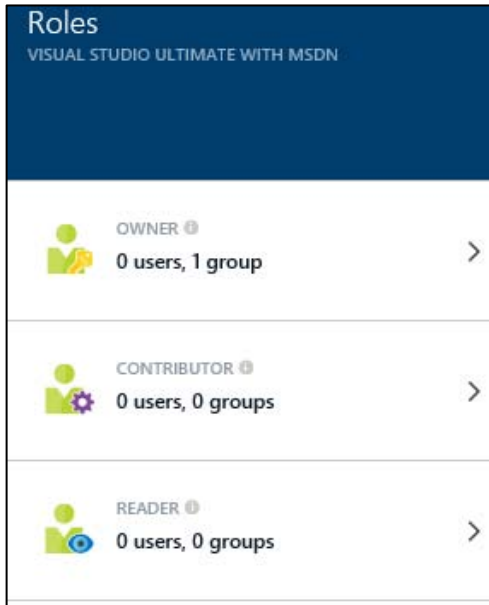 Roles
VISUAL STUDIO ULTIMATE WITH MSDN
OWNER
0 users, 1 group
CONTRIBUTOR
0 users, 0 groups
READER
0 users, 0 groups